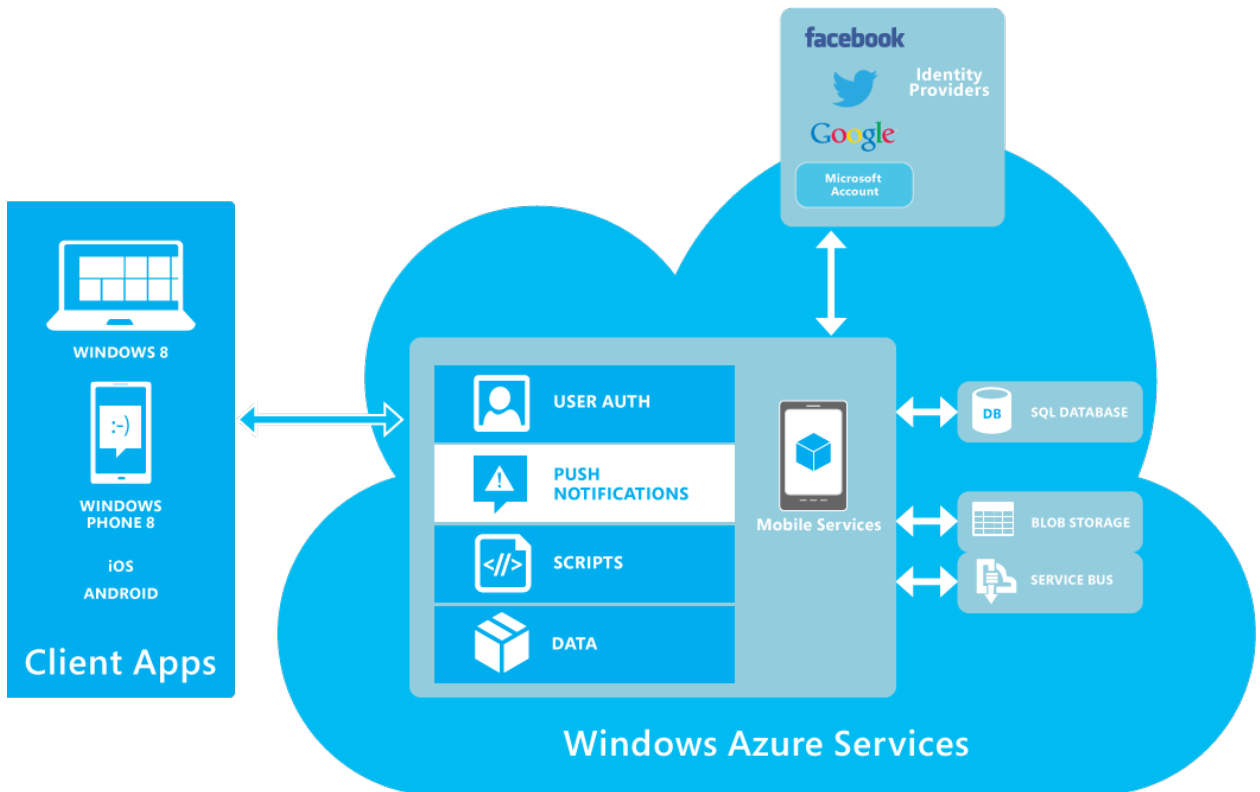 facebook
Identity
Providers
Google
Microsoft
Account
WINDOWS 8
:-)
WINDOWS
PHONE 8
iOS
ANDROID
Client Apps
USER AUTH
!
PUSH
NOTIFICATIONS
<//>
SCRIPTS
DATA
Mobile Services
DB
SQL DATABASE
BLOB STORAGE
SERVICE BUS
Windows Azure Services